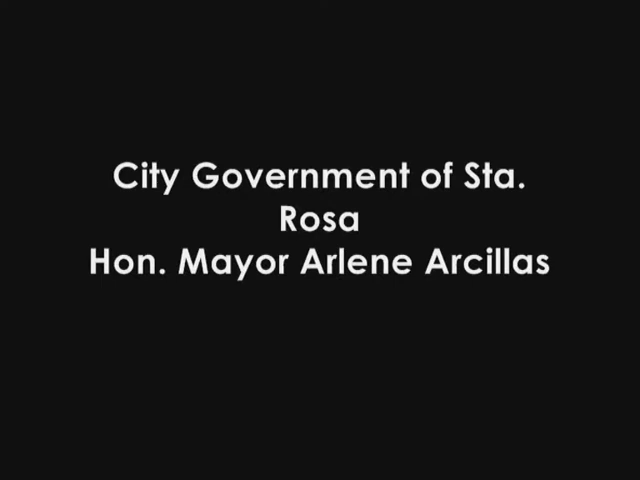 City Government of Sta.
Rosa
Hon. Mayor Arlene Arcillas